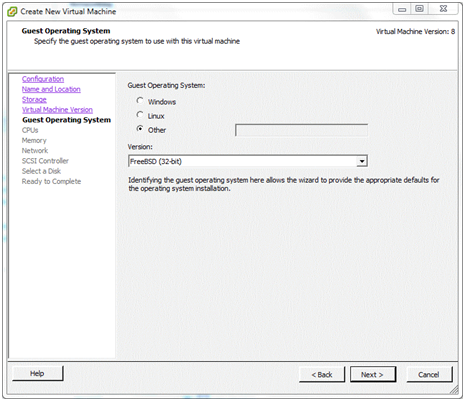 Create New Virtual Machine
Guest Operating System
Specify the guest operating system to use with this virtual machine
Virtual Machine Version: 8
Configuration
Name and Location
Storage
Virtual Machine Version
Guest Operating System
CPUs
Memory
Network
SCSI Controller
Select a Disk
Ready to Complete
Guest Operating System:
Windows
Linux
Other
Version:
FreeBSD (32-bit)
Identifying the guest operating system here allows the wizard to provide the appropriate defaults for
the operating system installation.
Help
< Back
Next >
Cancel